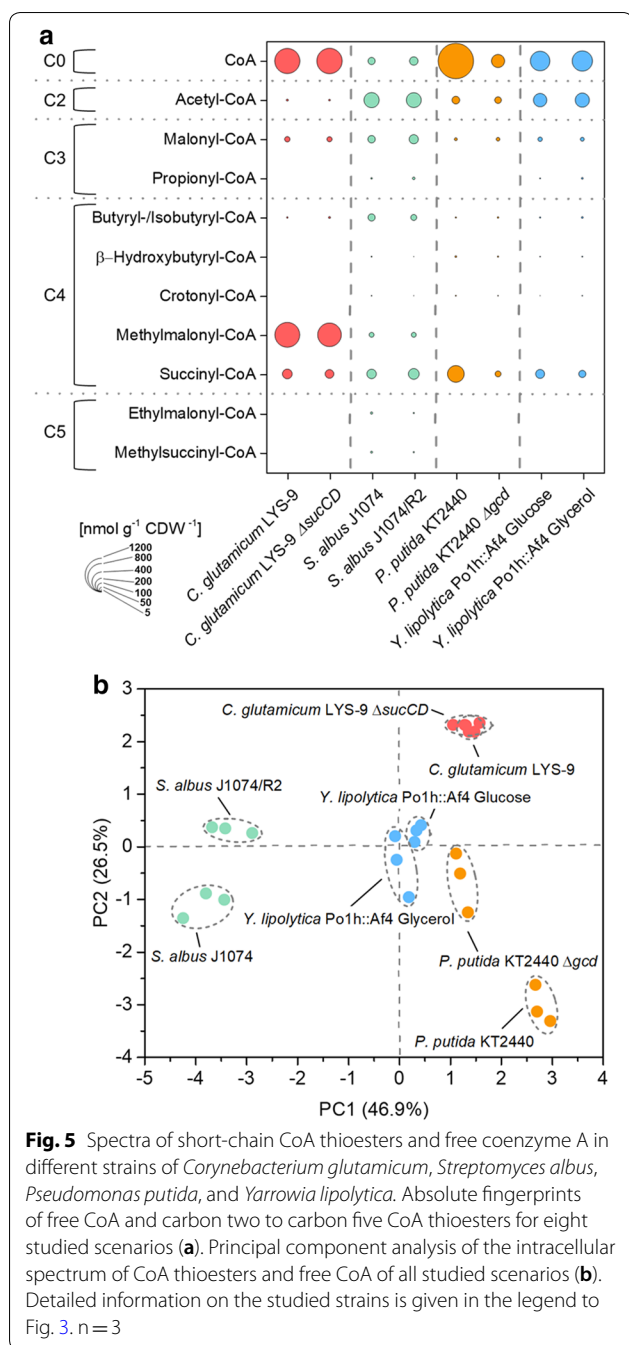 a
C0
CoA
C2
Acetyl-CoA
C3
Malonyl-CoA
Propionyl-CoA
C4
Butyryl-/Isobutyryl-CoA
β–Hydroxybutyryl-CoA
Crotonyl-CoA
Methylmalonyl-CoA
Succinyl-CoA
C5
Ethylmalonyl-CoA
Methylsuccinyl-CoA
[nmol g⁻¹ CDW⁻¹]
1200
800
400
200
100
50
5
C. glutamicum LYS-9
C. glutamicum LYS-9 ΔsucCD
S. albus J1074
S. albus J1074/R2
P. putida KT2440
P. putida KT2440 Δgcd
Y. lipolytica Po1h::Af4 Glucose
Y. lipolytica Po1h::Af4 Glycerol
b
3
2
1
0
-1
-2
-3
-4
PC2 (26.5%)
C. glutamicum LYS-9 ΔsucCD
C. glutamicum LYS-9
S. albus J1074/R2
Y. lipolytica Po1h::Af4 Glucose
Y. lipolytica Po1h::Af4 Glycerol
S. albus J1074
P. putida KT2440 Δgcd
P. putida KT2440
-5 -4 -3 -2 -1 0 1 2 3 4
PC1 (46.9%)
Fig. 5 Spectra of short-chain CoA thioesters and free coenzyme A in
different strains of Corynebacterium glutamicum, Streptomyces albus,
Pseudomonas putida, and Yarrowia lipolytica. Absolute fingerprints
of free CoA and carbon two to carbon five CoA thioesters for eight
studied scenarios (a). Principal component analysis of the intracellular
spectrum of CoA thioesters and free CoA of all studied scenarios (b).
Detailed information on the studied strains is given in the legend to
Fig. 3. n = 3